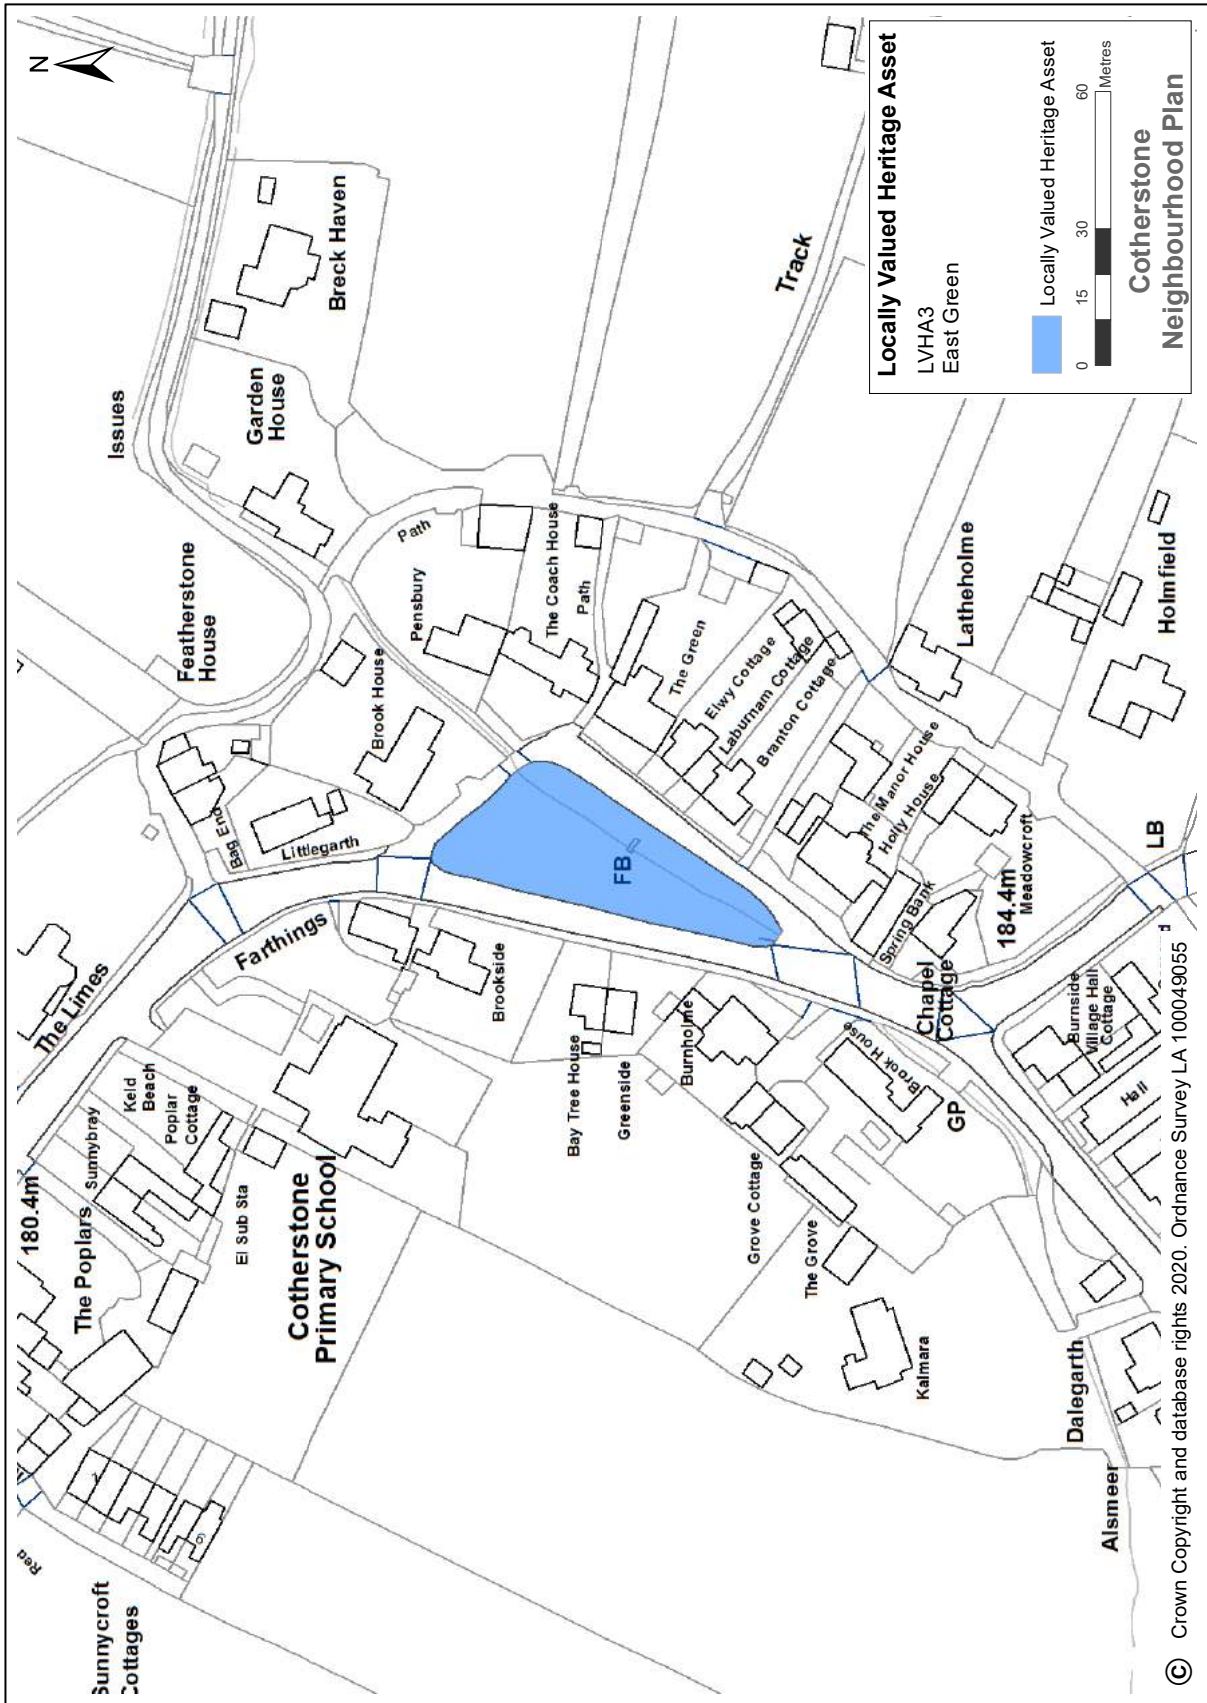 N
Locally Valued Heritage Asset
LVHA3
East Green
Locally Valued Heritage Asset
0
15
30
60
Metres
Cotherstone
Neighbourhood Plan
Issues
Breck Haven
Garden
House
Featherstone
House
Path
Pensbury
The Coach House
Path
Brook House
Track
The Green
Elwy Cottage
Laburnam Cottage
Branton Cottage
Latheholme
Holmfield
The Manor House
Holly House
Spring Bank
184.4m
Meadowcroft
LB
Bag End
Littlegarth
FB
The Limes
Farthings
Brookside
Bay Tree House
Greenside
Burnholme
Chapel
Cottage
Brook House
GP
Burnside
Village Hall
Cottage
Hall
Keld
Beach
Poplar
Cottage
Sunnybray
180.4m
The Poplars
El Sub Sta
Cotherstone
Primary School
Grove Cottage
The Grove
Kalmara
Dalegarth
Alsmeer
1
6
Sunnycroft
Cottages
© Crown Copyright and database rights 2020. Ordnance Survey LA 100049055